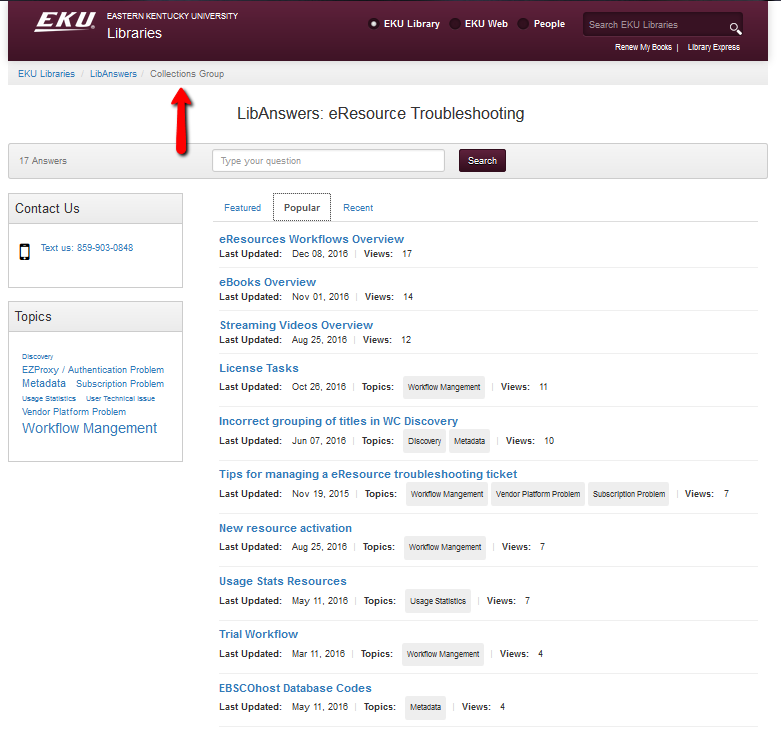 EKU EASTERN KENTUCKY UNIVERSITY
Libraries
EKU Library EKU Web People
Search EKU Libraries
Renew My Books | Library Express
EKU Libraries / LibAnswers / Collections Group
LibAnswers: eResource Troubleshooting
17 Answers
Type your question
Search
Contact Us
Text us: 859-903-0848
Topics
Discovery
EZProxy / Authentication Problem
Metadata Subscription Problem
Usage Statistics User Technical Issue
Vendor Platform Problem
Workflow Mangement
Featured Popular Recent
eResources Workflows Overview
Last Updated: Dec 08, 2016 | Views: 17
eBooks Overview
Last Updated: Nov 01, 2016 | Views: 14
Streaming Videos Overview
Last Updated: Aug 25, 2016 | Views: 12
License Tasks
Last Updated: Oct 26, 2016 | Topics: Workflow Mangement | Views: 11
Incorrect grouping of titles in WC Discovery
Last Updated: Jun 07, 2016 | Topics: Discovery Metadata | Views: 10
Tips for managing a eResource troubleshooting ticket
Last Updated: Nov 19, 2015 | Topics: Workflow Mangement Vendor Platform Problem Subscription Problem | Views: 7
New resource activation
Last Updated: Aug 25, 2016 | Topics: Workflow Mangement | Views: 7
Usage Stats Resources
Last Updated: May 11, 2016 | Topics: Usage Statistics | Views: 7
Trial Workflow
Last Updated: Mar 11, 2016 | Topics: Workflow Mangement | Views: 4
EBSCOhost Database Codes
Last Updated: May 11, 2016 | Topics: Metadata | Views: 4